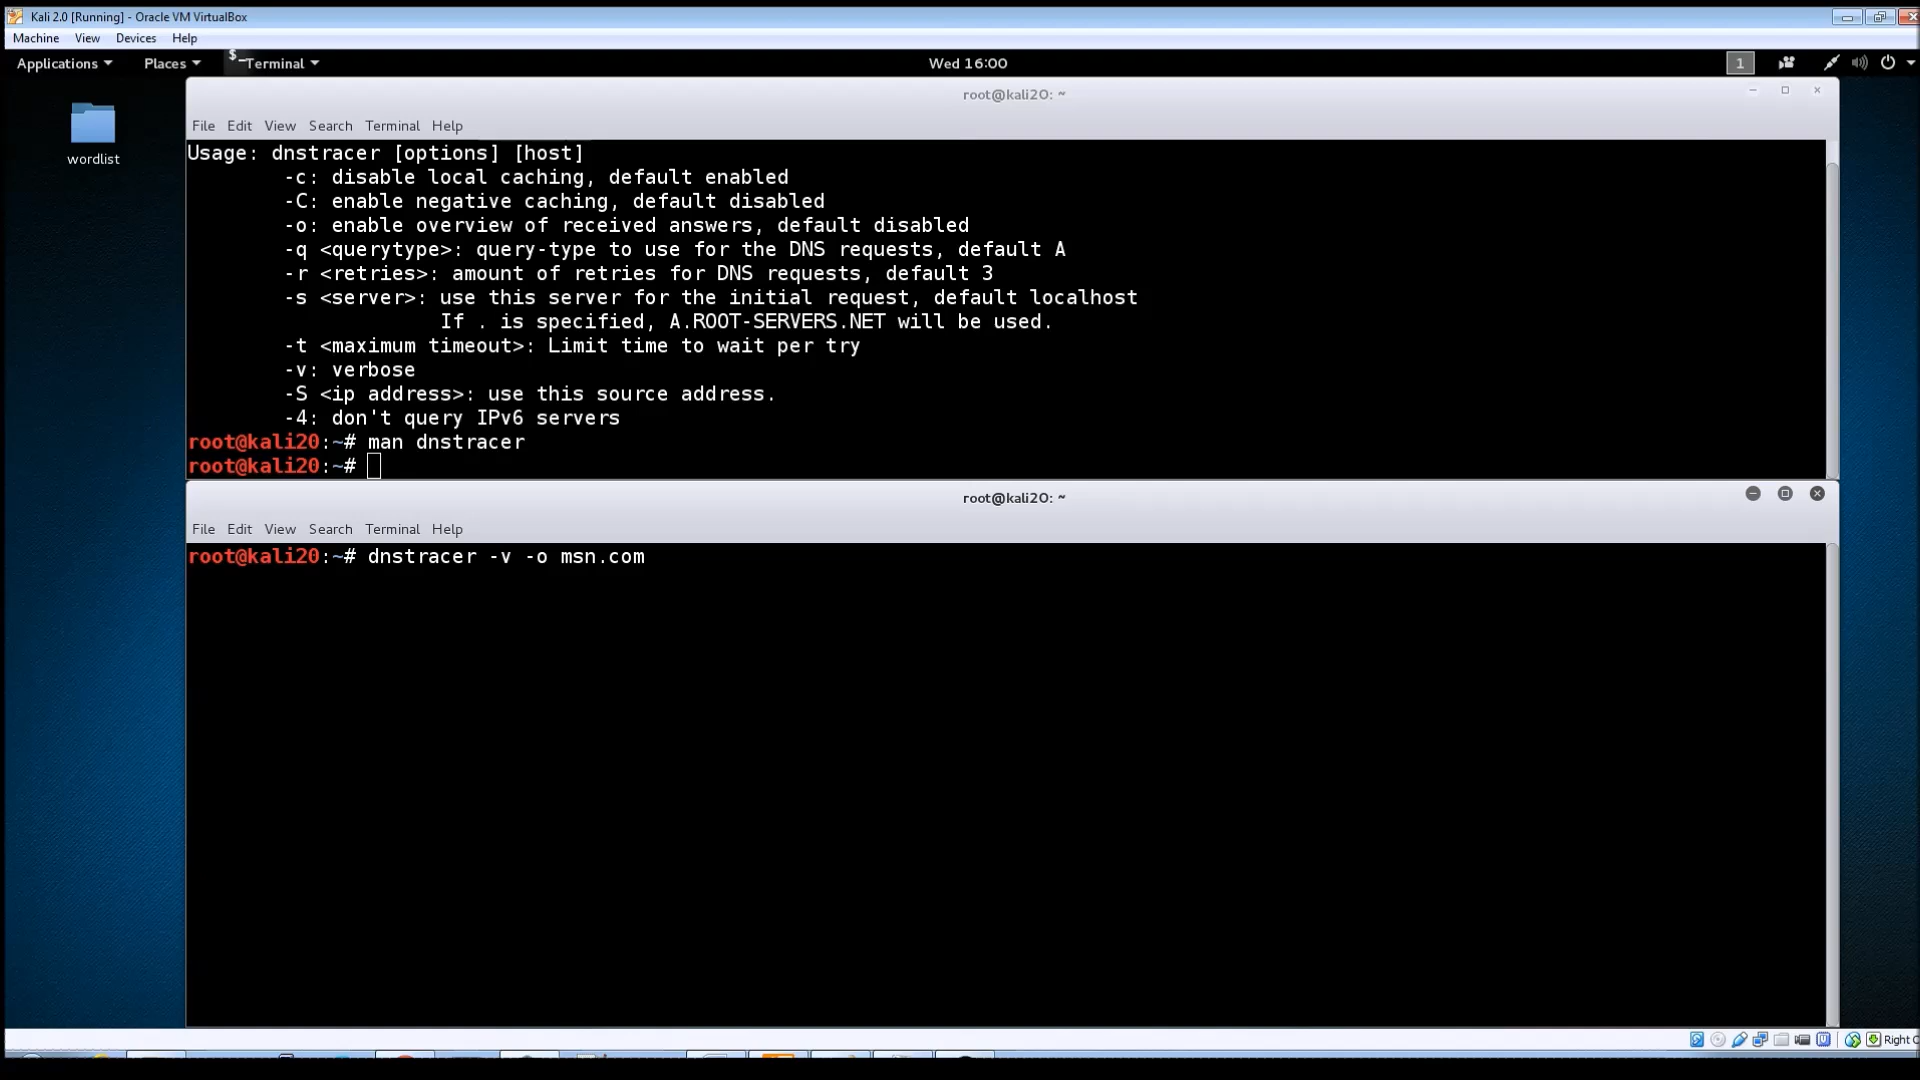 Kali 2.0 [Running] - Oracle VM VirtualBox
Machine View Devices Help
Applications Places Terminal Wed 16:00 1
wordlist
root@kali20: ~
File Edit View Search Terminal Help
Usage: dnstracer [options] [host]
-c: disable local caching, default enabled
-C: enable negative caching, default disabled
-o: enable overview of received answers, default disabled
-q <querytype>: query-type to use for the DNS requests, default A
-r <retries>: amount of retries for DNS requests, default 3
-s <server>: use this server for the initial request, default localhost
If . is specified, A.ROOT-SERVERS.NET will be used.
-t <maximum timeout>: Limit time to wait per try
-v: verbose
-S <ip address>: use this source address.
-4: don't query IPv6 servers
root@kali20:~# man dnstracer
root@kali20:~#
root@kali20: ~
File Edit View Search Terminal Help
root@kali20:~# dnstracer -v -o msn.com
Right